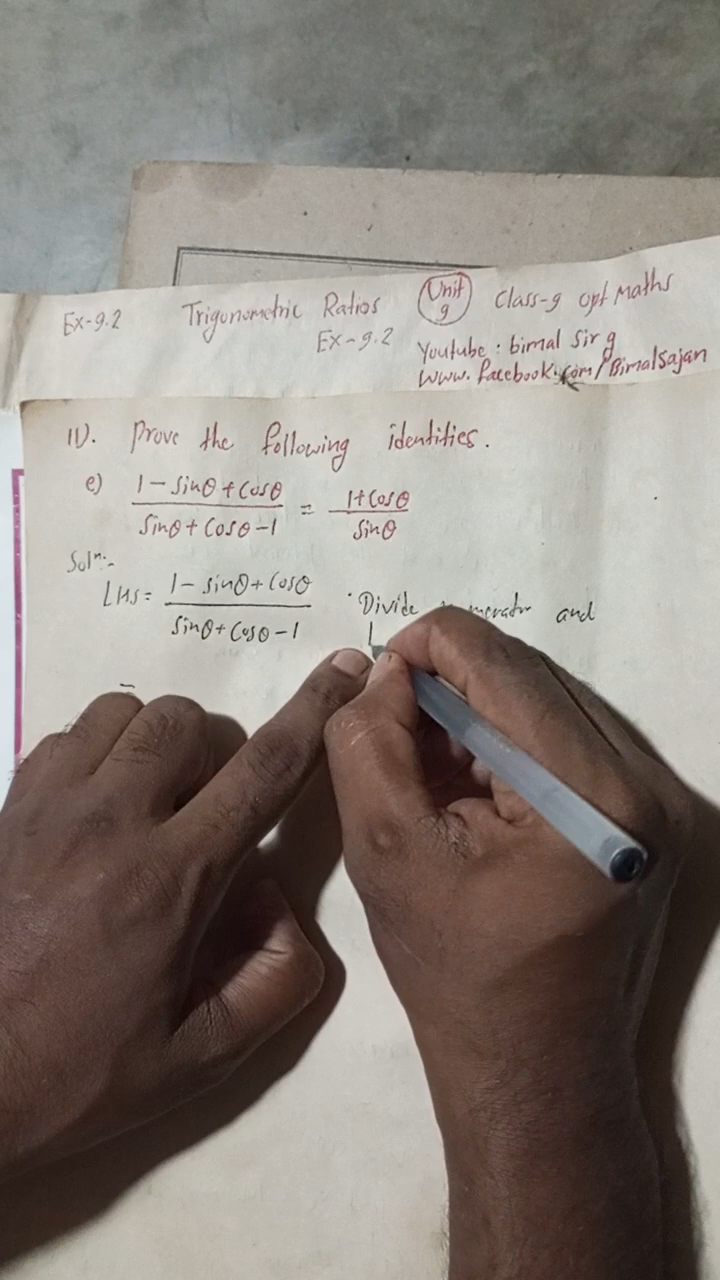 Ex-9.2 Trigonometric Ratios Unit 9 Class-9 opt Maths
Ex-9.2 Youtube : bimal Sir g
www.facebook.com/Bimalsajan
10. Prove the following identities.
e) (1 - sinθ + cosθ)/(sinθ + cosθ - 1) = (1 + cosθ)/sinθ
Solⁿ:-
LHS = (1 - sinθ + cosθ)/(sinθ + cosθ - 1) Divide and
=